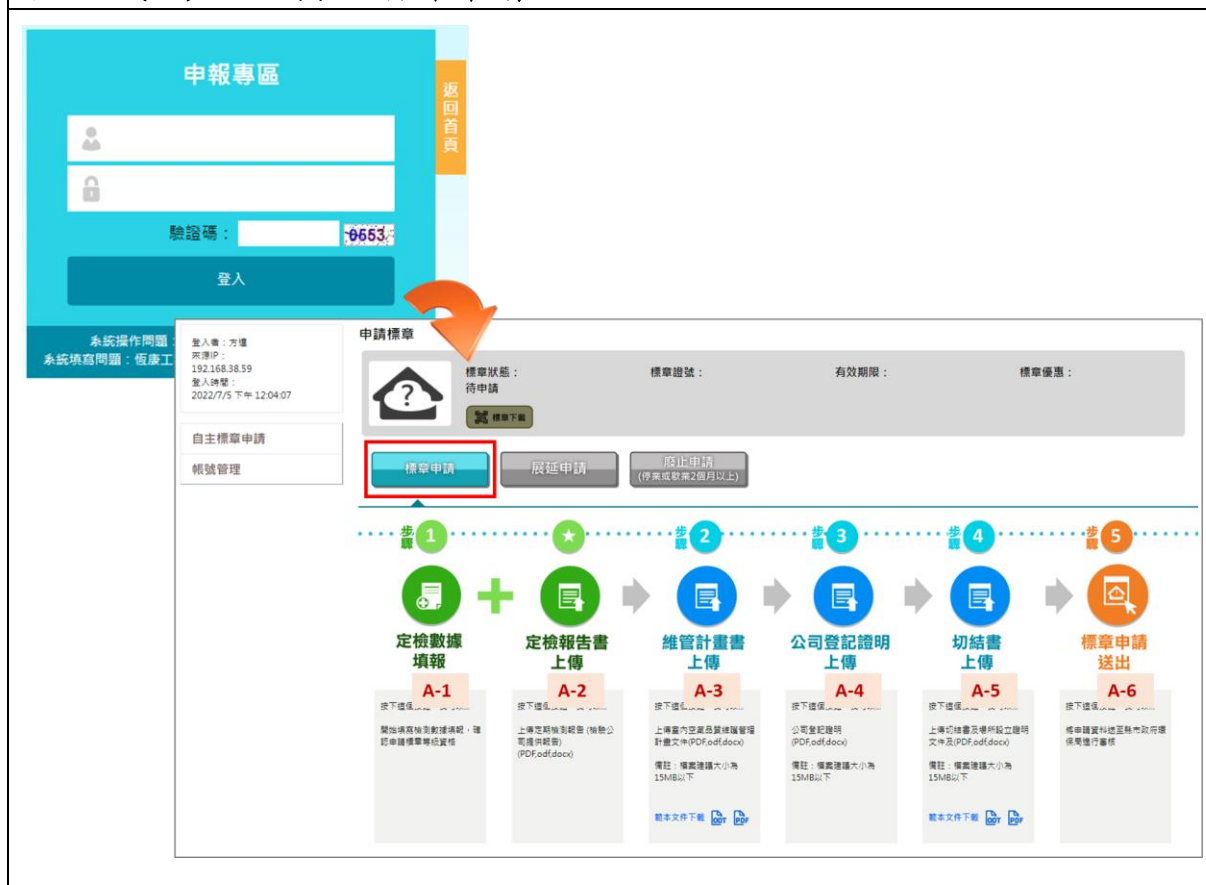 申報專區
返回首頁
驗證碼：
0653
登入
系統操作問題：
系統填寫問題：恆康工
登入者：方壇
來源IP：
192.168.38.59
登入時間：
2022/7/5 下午 12:04:07
自主標章申請
帳號管理
申請標章
標章狀態：
待申請
標章下載
標章證號：
有效期限：
標章優惠：
標章申請
展延申請
廢止申請
(停業或歇業2個月以上)
步驟 1
步驟 2
步驟 3
步驟 4
步驟 5
定檢數據
填報
A-1
開始填寫檢測數據填報，確
認申請標章等級資格
定檢報告書
上傳
A-2
上傳定期檢測報告 (檢驗公
司提供報告)
(PDF,odf,docx)
維管計畫書
上傳
A-3
上傳室內空氣品質維護管理
計畫文件(PDF,odf,docx)
備註：檔案建議大小為
15MB以下
範本文件下載 ODT PDF
公司登記證明
上傳
A-4
公司登記證明
(PDF,odf,docx)
備註：檔案建議大小為
15MB以下
切結書
上傳
A-5
上傳切結書及場所設立證明
文件及(PDF,odf,docx)
備註：檔案建議大小為
15MB以下
範本文件下載 ODT PDF
標章申請
送出
A-6
將申請資料送至縣市政府環
保局進行審核